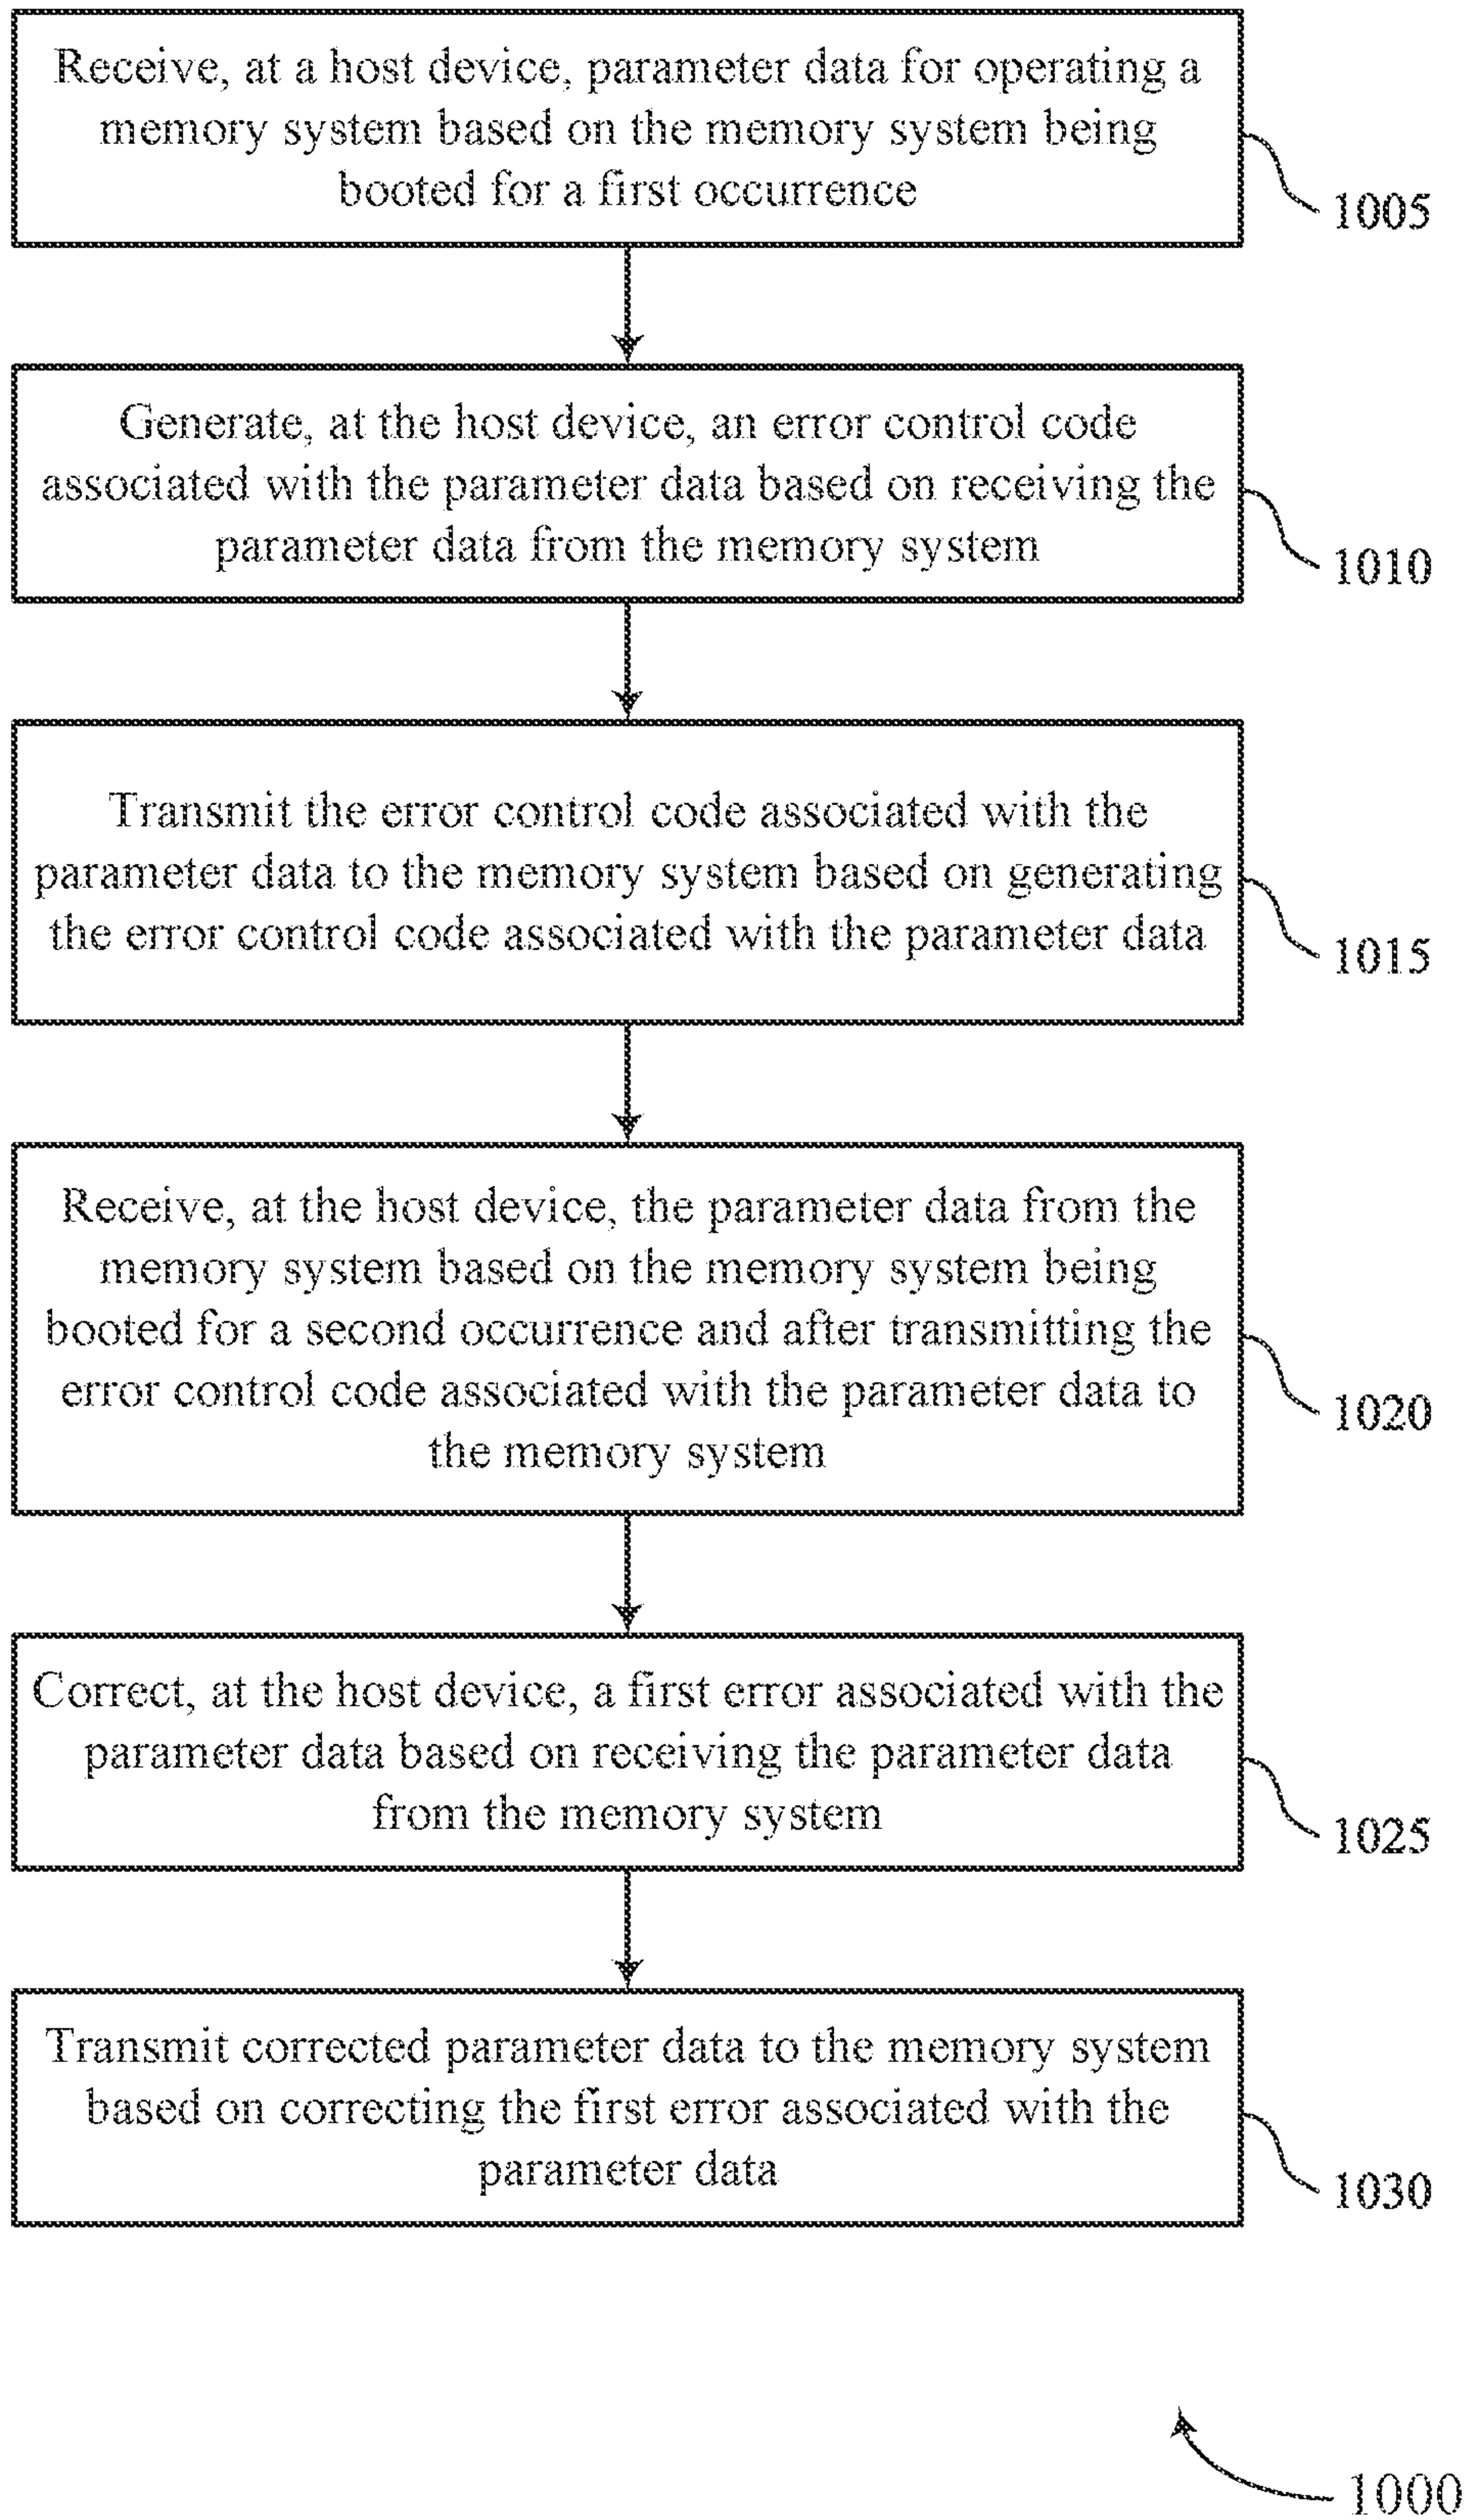 Receive, at a host device, parameter data for operating a
memory system based on the memory system being
booted for a first occurrence
1005
Generate, at the host device, an error control code
associated with the parameter data based on receiving the
parameter data from the memory system
1010
Transmit the error control code associated with the
parameter data to the memory system based on generating
the error control code associated with the parameter data
1015
Receive, at the host device, the parameter data from the
memory system based on the memory system being
booted for a second occurrence and after transmitting the
error control code associated with the parameter data to
the memory system
1020
Correct, at the host device, a first error associated with the
parameter data based on receiving the parameter data
from the memory system
1025
Transmit corrected parameter data to the memory system
based on correcting the first error associated with the
parameter data
1030
1000